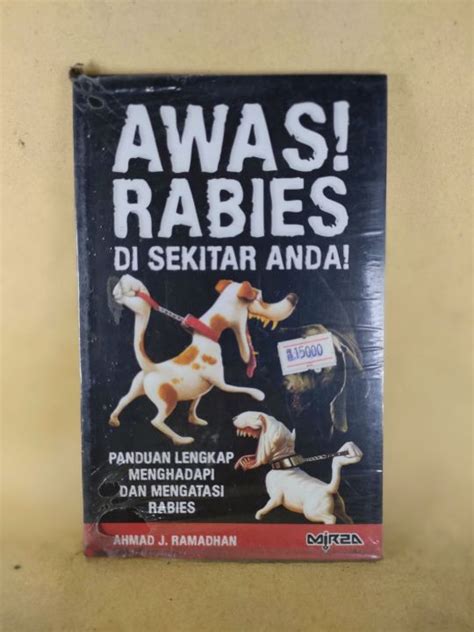 AWAS!
RABIES
DI SEKITAR ANDA!
15000
PANDUAN LENGKAP
MENGHADAPI
DAN MENGATASI
RABIES
AHMAD J. RAMADHAN
MIRZA